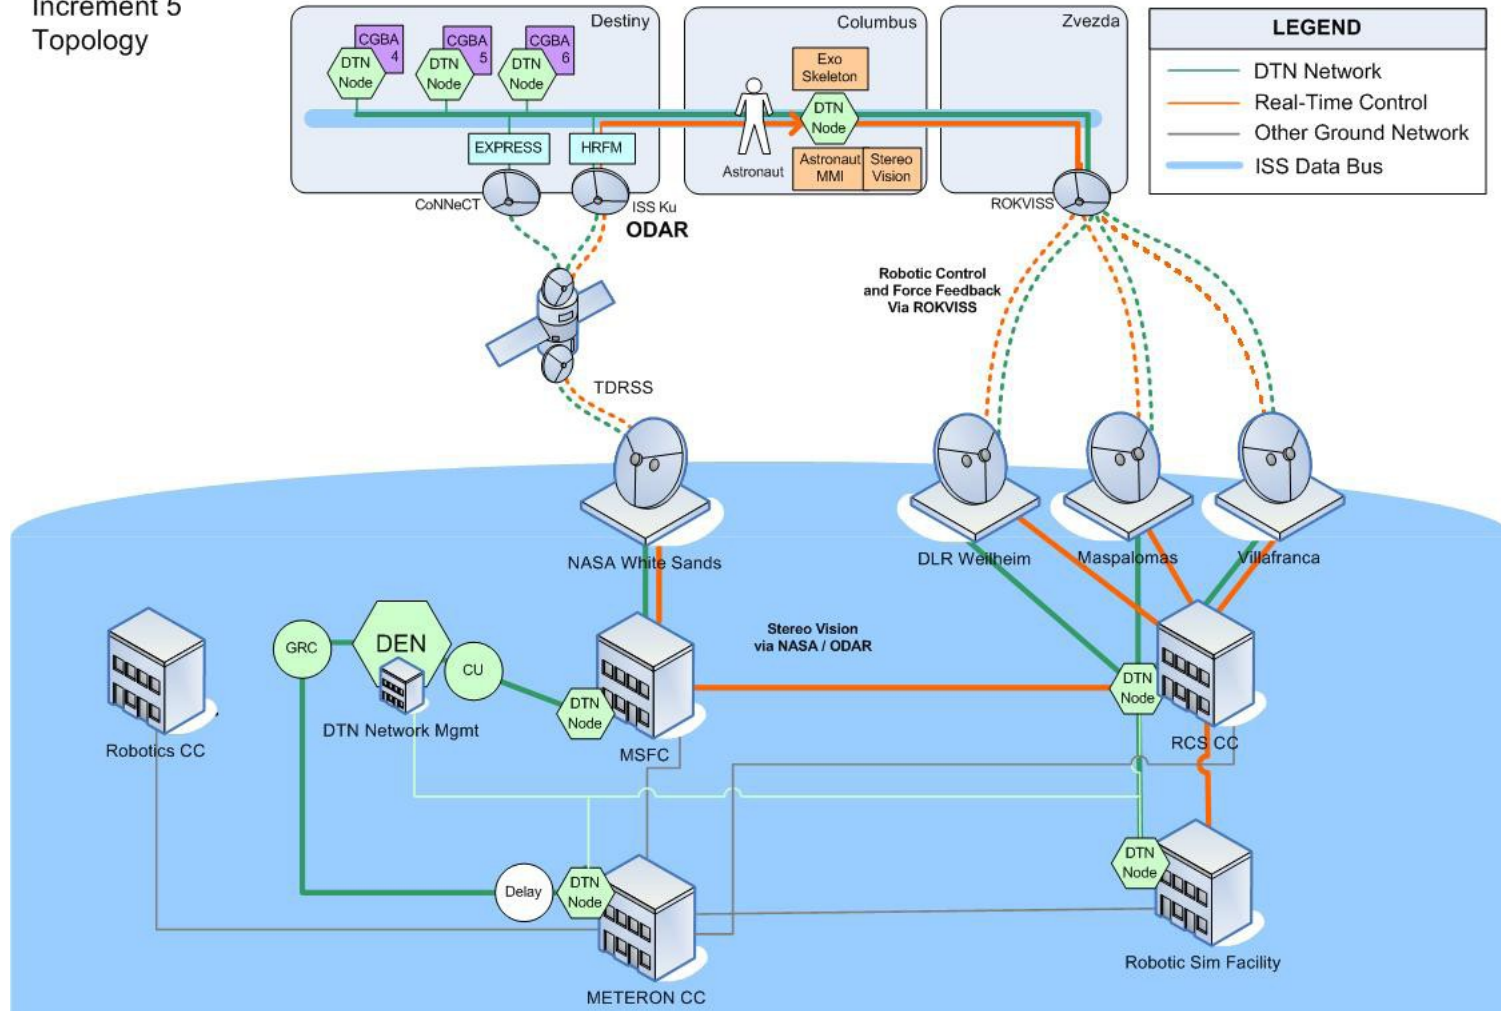 Increment 5
Topology
Destiny
Columbus
Zvezda
LEGEND
DTN Network
Real-Time Control
Other Ground Network
ISS Data Bus
CGBA
4
DTN
Node
CGBA
5
DTN
Node
CGBA
6
DTN
Node
Exo
Skeleton
DTN
Node
EXPRESS
HRFM
Astronaut
Astronaut
MMI
Stereo
Vision
CoNNeCT
ISS Ku
ODAR
ROKVISS
Robotic Control
and Force Feedback
Via ROKVISS
TDRSS
NASA White Sands
DLR Weilheim
Maspalomas
Villafranca
GRC
DEN
CU
DTN Network Mgmt
Stereo Vision
via NASA / ODAR
DTN
Node
MSFC
DTN
Node
RCS CC
Robotics CC
Delay
DTN
Node
METERON CC
DTN
Node
Robotic Sim Facility